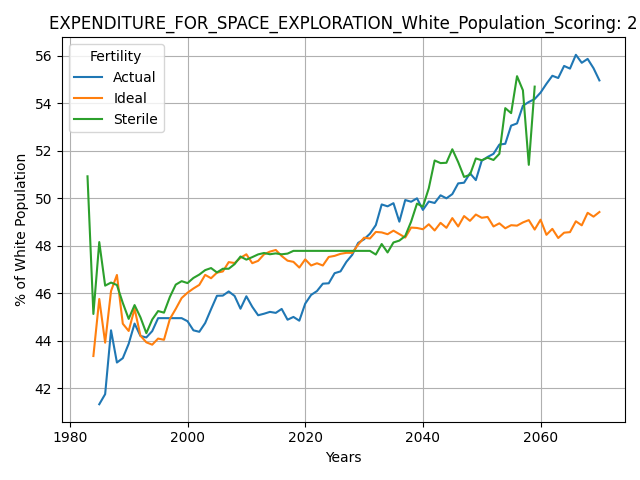 EXPENDITURE_FOR_SPACE_EXPLORATION_White_Population_Scoring: 2
Fertility
Actual
Ideal
Sterile
% of White Population
56
54
52
50
48
46
44
42
1980
2000
2020
2040
2060
Years